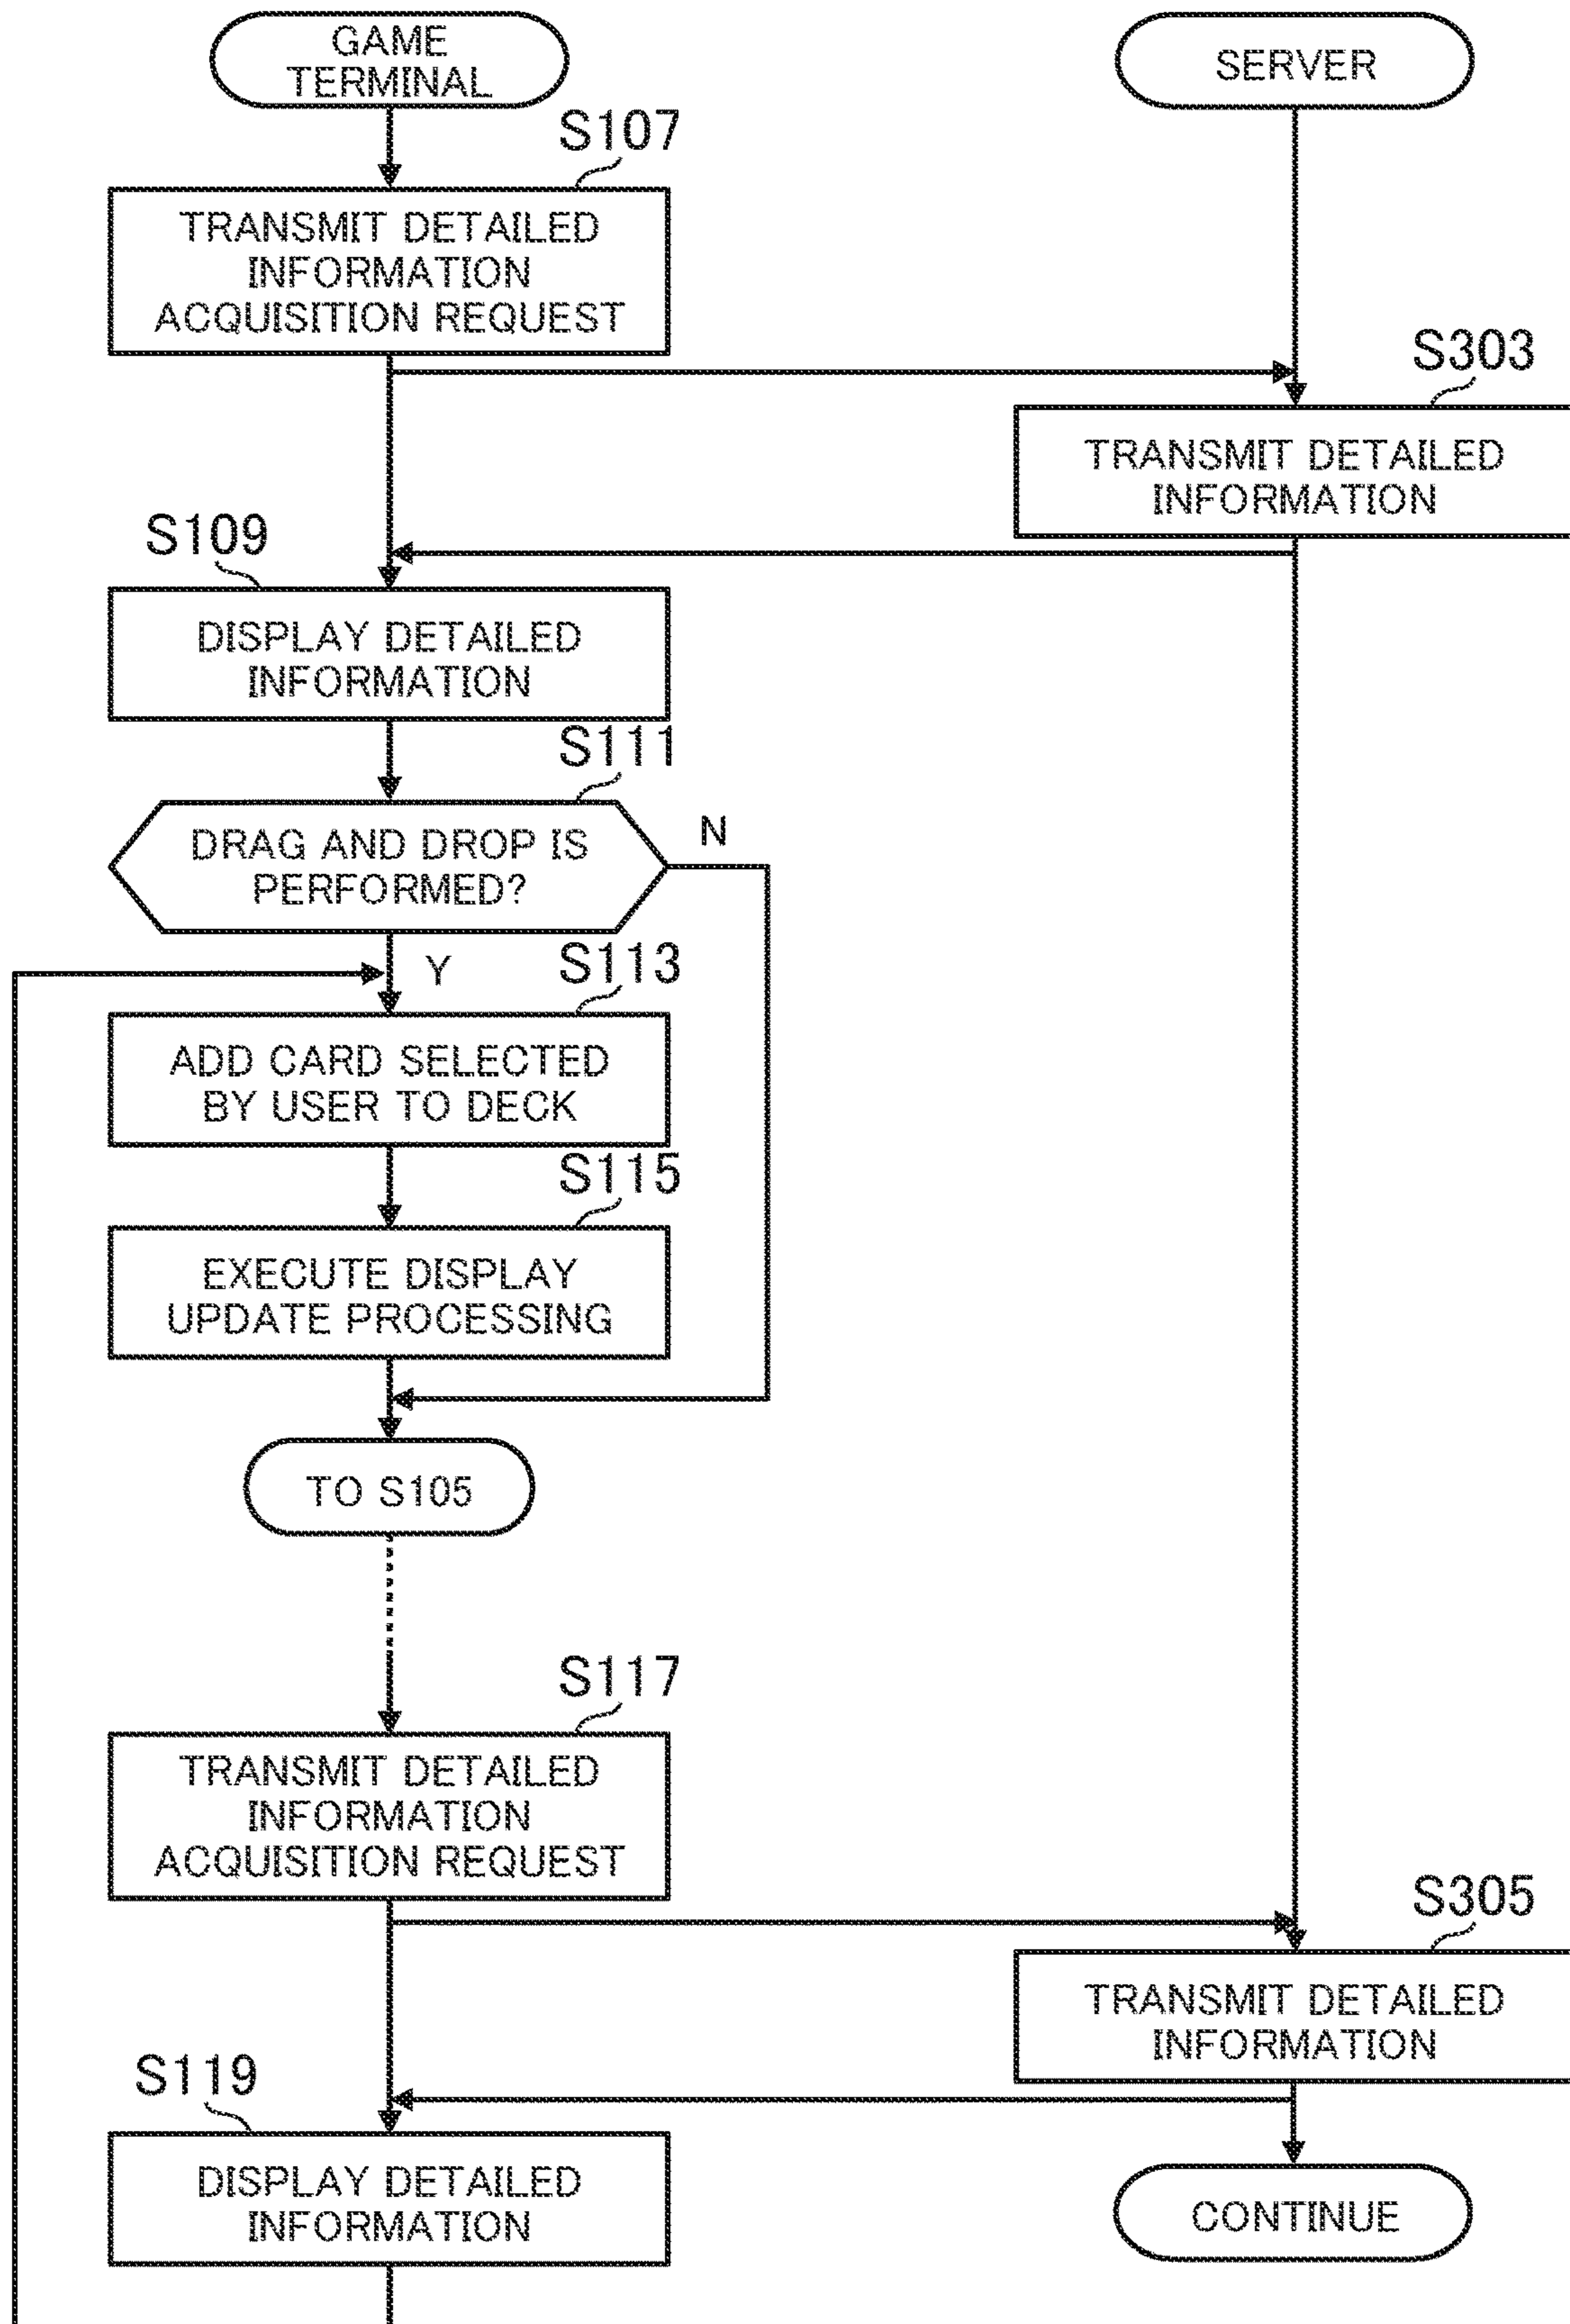 GAME
TERMINAL
SERVER
S107
TRANSMIT DETAILED
INFORMATION
ACQUISITION REQUEST
S303
TRANSMIT DETAILED
INFORMATION
S109
DISPLAY DETAILED
INFORMATION
S111
DRAG AND DROP IS
PERFORMED?
N
Y
S113
ADD CARD SELECTED
BY USER TO DECK
S115
EXECUTE DISPLAY
UPDATE PROCESSING
TO S105
S117
TRANSMIT DETAILED
INFORMATION
ACQUISITION REQUEST
S305
TRANSMIT DETAILED
INFORMATION
S119
DISPLAY DETAILED
INFORMATION
CONTINUE